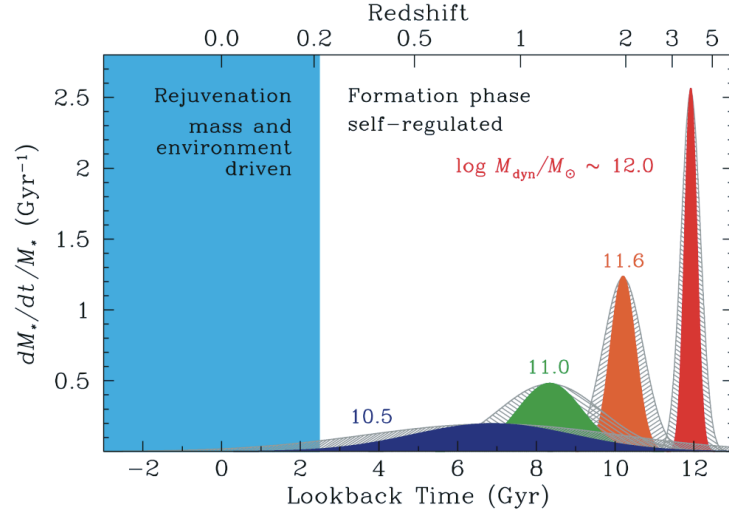 Redshift
0.0 0.2 0.5 1 2 3 5
Rejuvenation
mass and
environment
driven
Formation phase
self-regulated
log M_dyn/M_⊙ ~ 12.0
11.6
11.0
10.5
dM_*/dt/M_* (Gyr⁻¹)
2.5
2
1.5
1
0.5
−2 0 2 4 6 8 10 12
Lookback Time (Gyr)